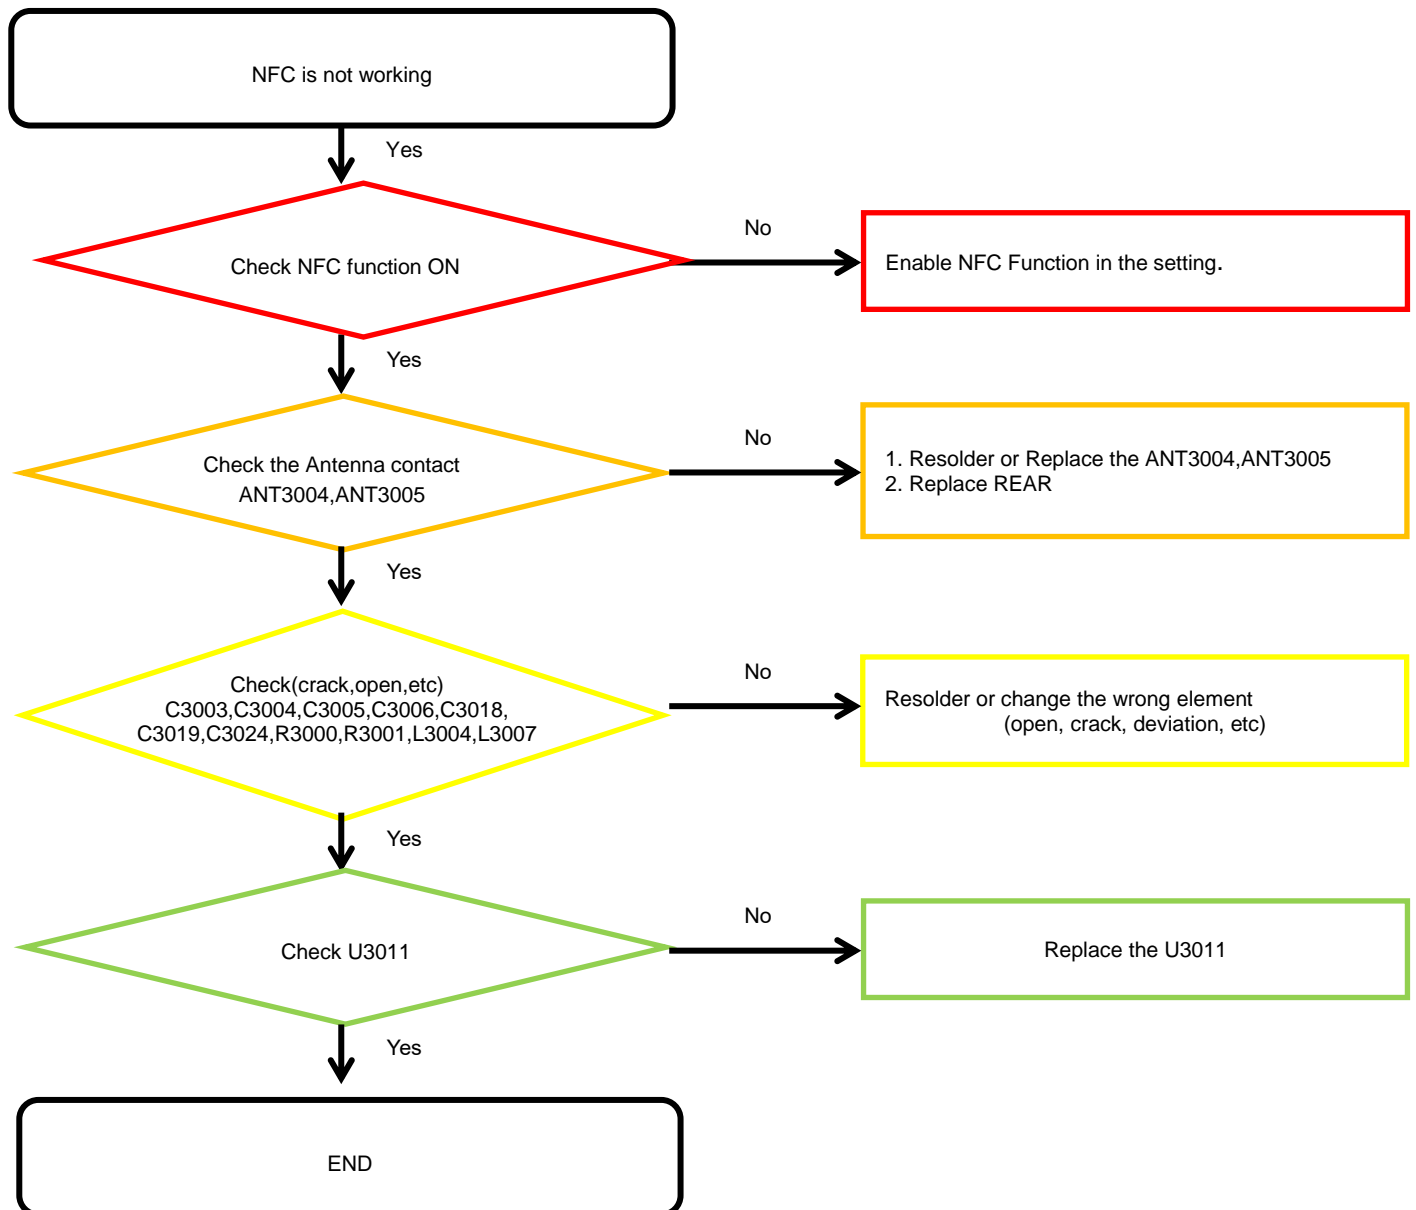 NFC is not working
Yes
Check NFC function ON
No
Enable NFC Function in the setting.
Yes
Check the Antenna contact
ANT3004,ANT3005
No
1. Resolder or Replace the ANT3004,ANT3005
2. Replace REAR
Yes
Check(crack,open,etc)
C3003,C3004,C3005,C3006,C3018,
C3019,C3024,R3000,R3001,L3004,L3007
No
Resolder or change the wrong element
(open, crack, deviation, etc)
Yes
Check U3011
No
Replace the U3011
Yes
END